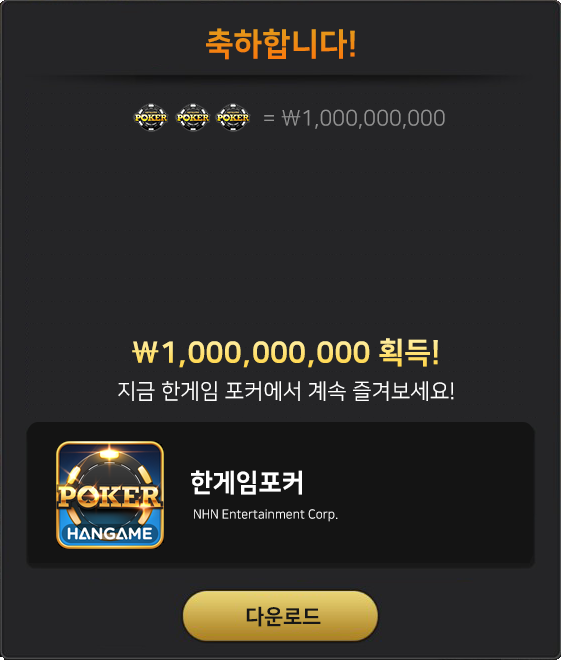 축하합니다!
POKER POKER POKER = ₩1,000,000,000
₩1,000,000,000 획득!
지금 한게임 포커에서 계속 즐겨보세요!
POKER
HANGAME
한게임포커
NHN Entertainment Corp.
다운로드